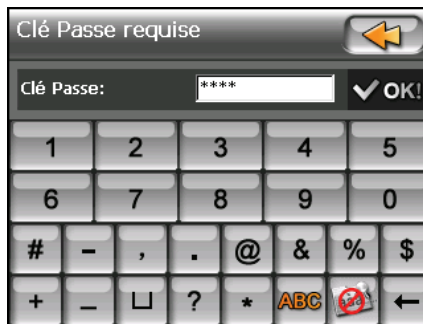 Clé Passe requise
Clé Passe: **** OK!
1 2 3 4 5
6 7 8 9 0
# - , . @ & % $
+ _ ? * ABC